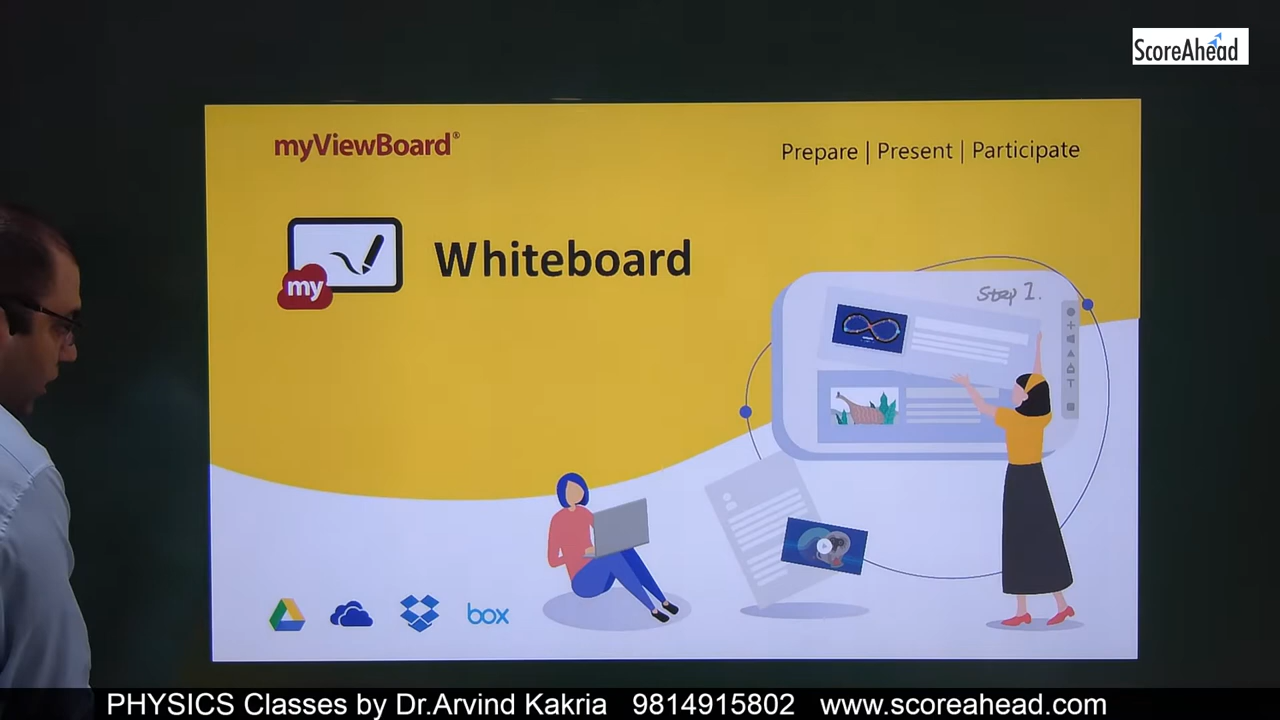 ScoreAhead
myViewBoard®
Prepare | Present | Participate
my
Whiteboard
Step 1.
T
box
PHYSICS Classes by Dr.Arvind Kakria 9814915802 www.scoreahead.com